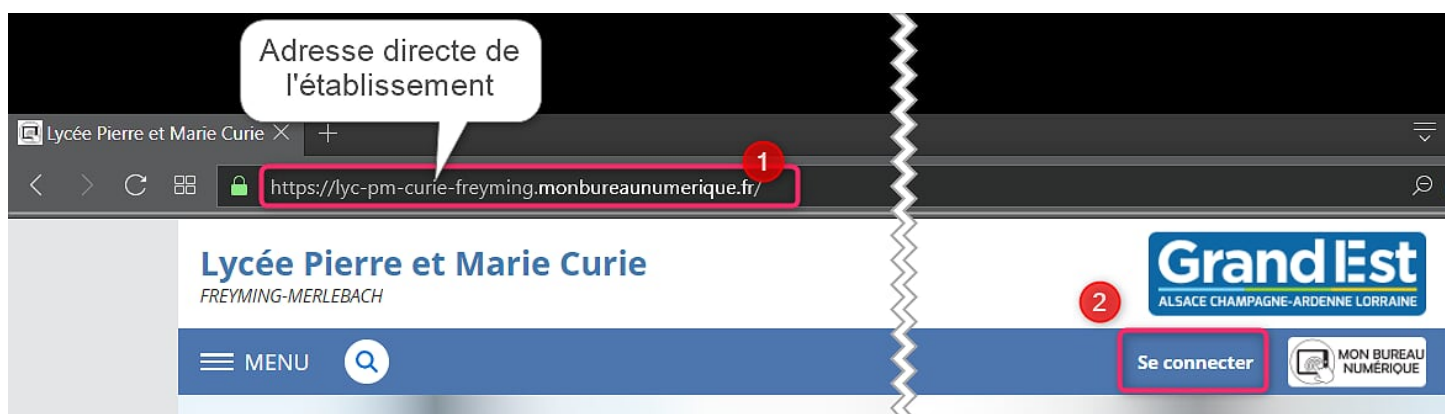 Adresse directe de
l'établissement
Lycée Pierre et Marie Curie
1
https://lyc-pm-curie-freyming.monbureaunumerique.fr/
Lycée Pierre et Marie Curie
FREYMING-MERLEBACH
Grand Est
ALSACE CHAMPAGNE-ARDENNE LORRAINE
2
MENU
Se connecter
MON BUREAU
NUMÉRIQUE